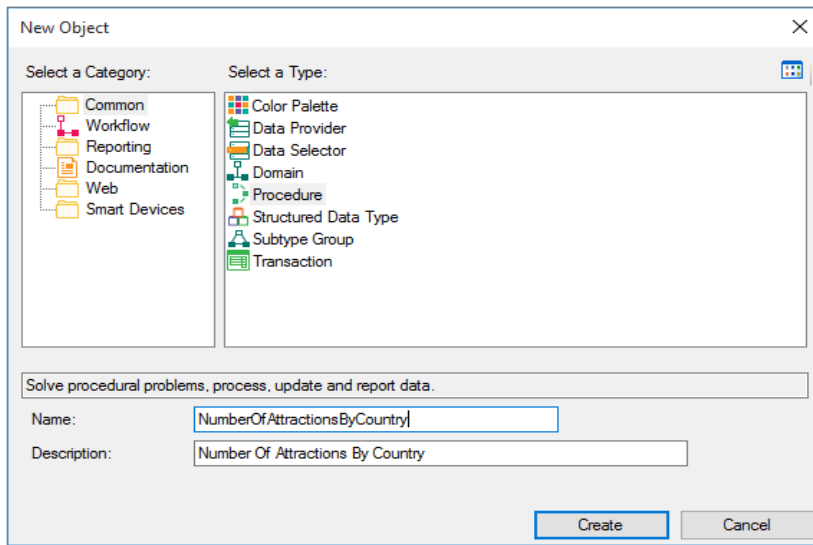 New Object
Select a Category:
Select a Type:
Common
Workflow
Reporting
Documentation
Web
Smart Devices
Color Palette
Data Provider
Data Selector
Domain
Procedure
Structured Data Type
Subtype Group
Transaction
Solve procedural problems, process, update and report data.
Name: NumberOfAttractionsByCountry
Description: Number Of Attractions By Country
Create Cancel